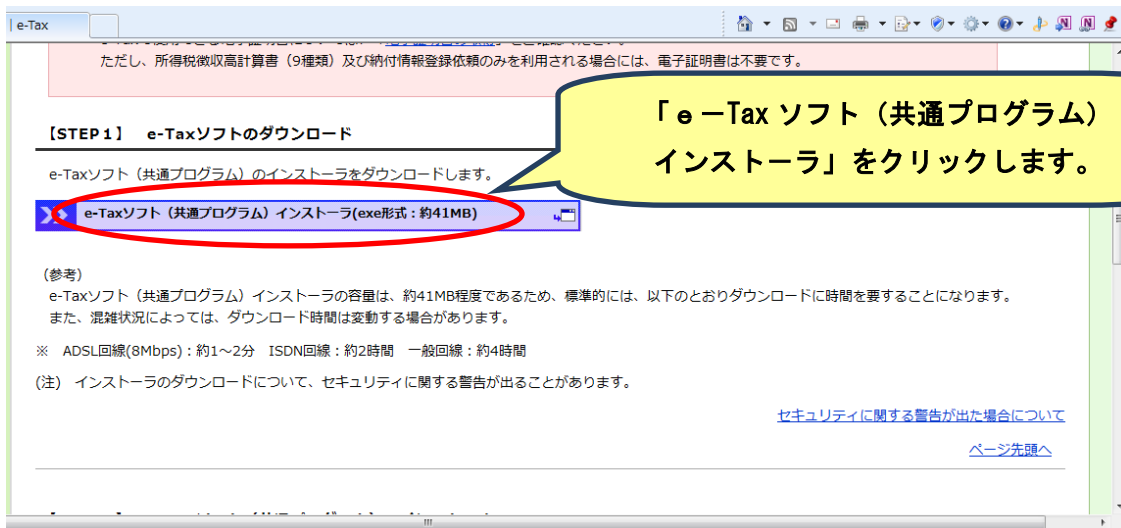 e-Tax
ただし、所得税徴収高計算書（9種類）及び納付情報登録依頼のみを利用される場合には、電子証明書は不要です。
「ｅ－Tax ソフト（共通プログラム）
インストーラ」をクリックします。
【STEP１】　e-Taxソフトのダウンロード
e-Taxソフト（共通プログラム）のインストーラをダウンロードします。
e-Taxソフト（共通プログラム）インストーラ(exe形式：約41MB)
（参考）
e-Taxソフト（共通プログラム）インストーラの容量は、約41MB程度であるため、標準的には、以下のとおりダウンロードに時間を要することになります。
また、混雑状況によっては、ダウンロード時間は変動する場合があります。
※　ADSL回線(8Mbps)：約1～2分　ISDN回線：約2時間　一般回線：約4時間
(注)　インストーラのダウンロードについて、セキュリティに関する警告が出ることがあります。
セキュリティに関する警告が出た場合について
ページ先頭へ